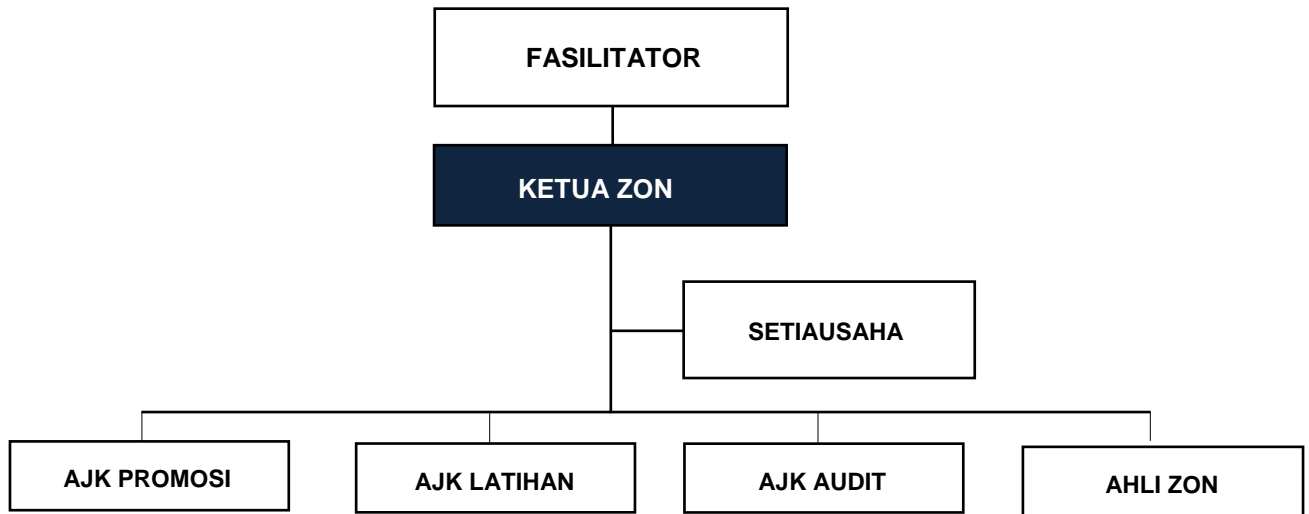 FASILITATOR
KETUA ZON
SETIAUSAHA
AJK PROMOSI
AJK LATIHAN
AJK AUDIT
AHLI ZON